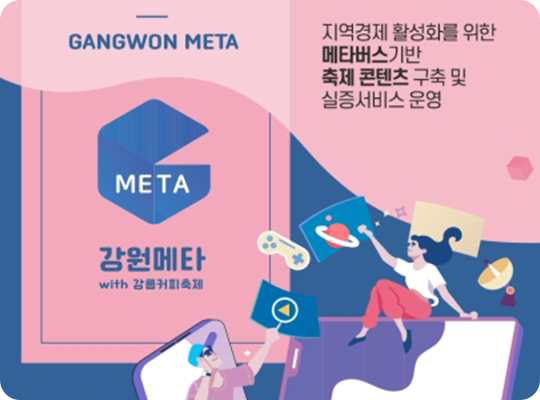 GANGWON META
지역경제 활성화를 위한
메타버스기반
축제 콘텐츠 구축 및
실증서비스 운영
META
강원메타
with 강릉커피축제